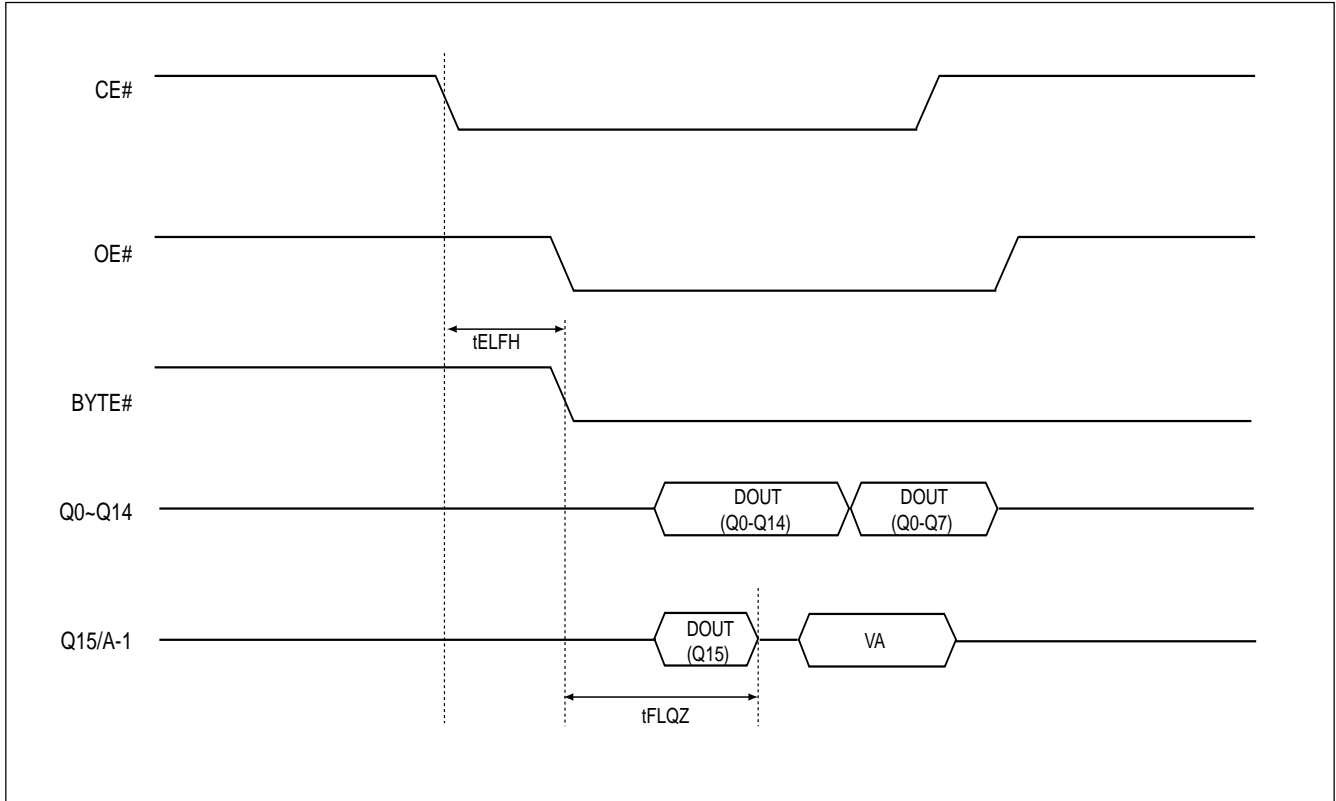 CE#
OE#
tELFH
BYTE#
Q0~Q14
DOUT
(Q0-Q14)
DOUT
(Q0-Q7)
Q15/A-1
DOUT
(Q15)
VA
tFLQZ